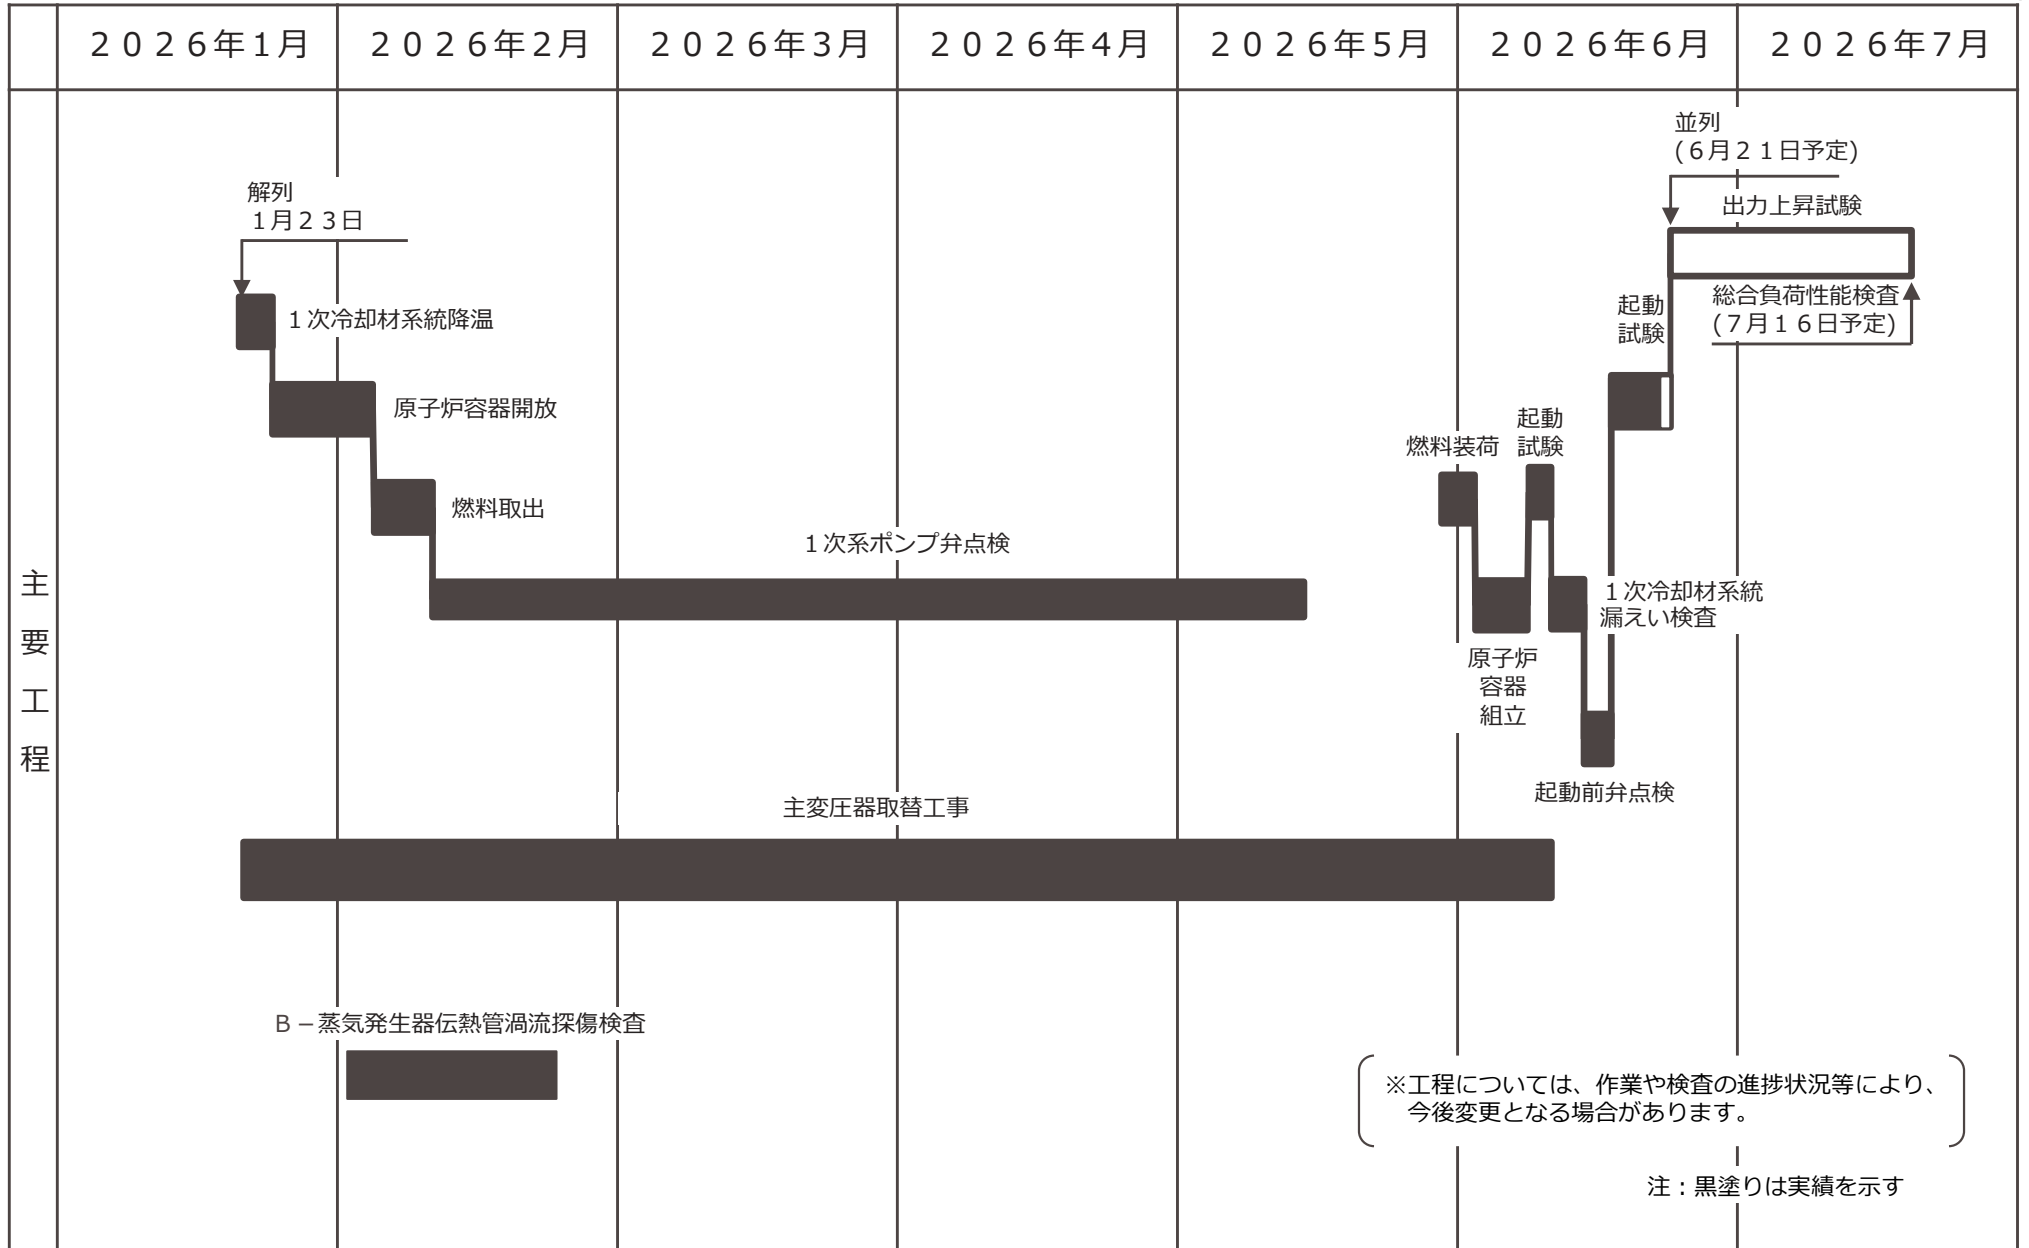 ２０２６年１月
２０２６年２月
２０２６年３月
２０２６年４月
２０２６年５月
２０２６年６月
２０２６年７月
主要工程
並列
(６月２１日予定)
解列
１月２３日
出力上昇試験
総合負荷性能検査
(７月１６日予定)
起動
試験
１次冷却材系統降温
原子炉容器開放
燃料装荷
起動
試験
燃料取出
１次系ポンプ弁点検
１次冷却材系統
漏えい検査
原子炉
容器
組立
起動前弁点検
主変圧器取替工事
Ｂ－蒸気発生器伝熱管渦流探傷検査
※工程については、作業や検査の進捗状況等により、
今後変更となる場合があります。
注：黒塗りは実績を示す